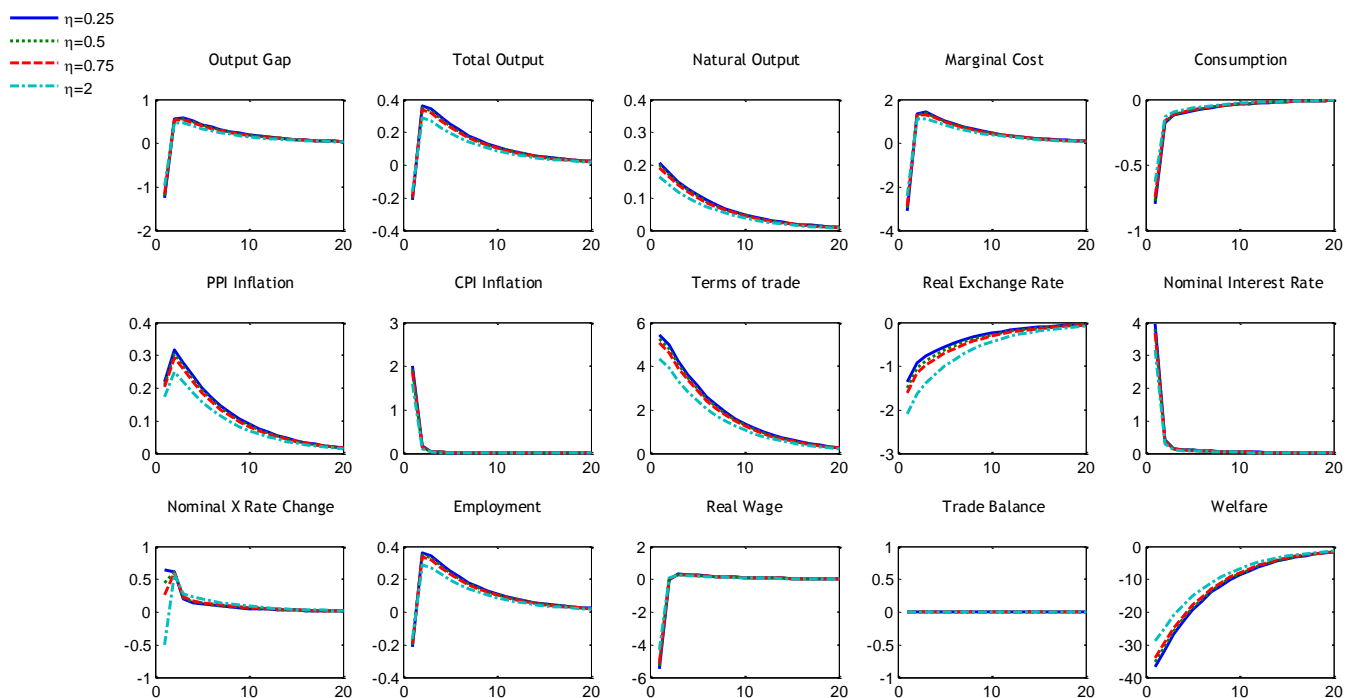 η=0.25
η=0.5
η=0.75
η=2
Output Gap
Total Output
Natural Output
Marginal Cost
Consumption
1
0
-1
-2
0 10 20
0.4
0.2
0
-0.2
-0.4
0 10 20
0.4
0.3
0.2
0.1
0
0 10 20
2
0
-2
-4
0 10 20
0
-0.5
-1
0 10 20
PPI Inflation
CPI Inflation
Terms of trade
Real Exchange Rate
Nominal Interest Rate
0.4
0.3
0.2
0.1
0
0 10 20
3
2
1
0
0 10 20
6
4
2
0
0 10 20
0
-1
-2
-3
0 10 20
4
3
2
1
0
0 10 20
Nominal X Rate Change
Employment
Real Wage
Trade Balance
Welfare
1
0.5
0
-0.5
-1
0 10 20
0.4
0.2
0
-0.2
-0.4
0 10 20
2
0
-2
-4
-6
0 10 20
1
0.5
0
-0.5
-1
0 10 20
0
-10
-20
-30
-40
0 10 20